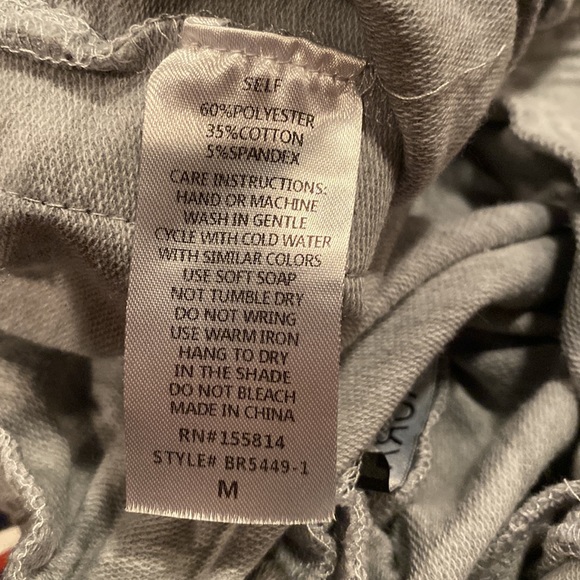 SELF
60%POLYESTER
35%COTTON
5%SPANDEX
CARE INSTRUCTIONS:
HAND OR MACHINE
WASH IN GENTLE
CYCLE WITH COLD WATER
WITH SIMILAR COLORS
USE SOFT SOAP
NOT TUMBLE DRY
DO NOT WRING
USE WARM IRON
HANG TO DRY
IN THE SHADE
DO NOT BLEACH
MADE IN CHINA
RN#155814
STYLE# BR5449-1
M